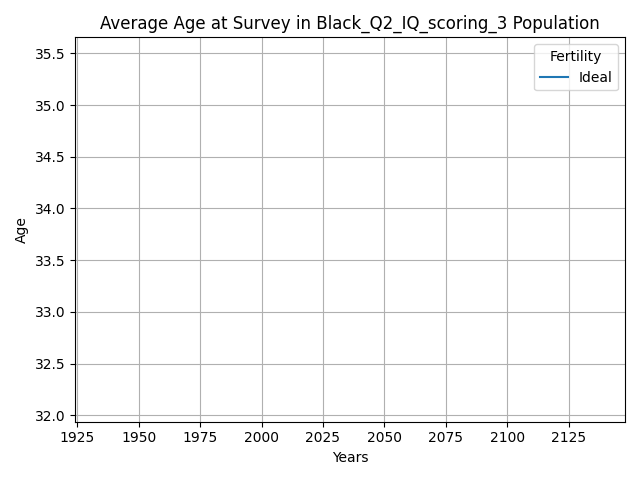 Average Age at Survey in Black_Q2_IQ_scoring_3 Population
Fertility
Ideal
35.5
35.0
34.5
34.0
33.5
33.0
32.5
32.0
Age
1925 1950 1975 2000 2025 2050 2075 2100 2125
Years